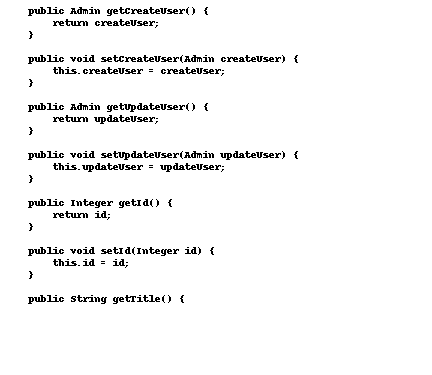 public Admin getCreateUser() {
    return createUser;
}

public void setCreateUser(Admin createUser) {
    this.createUser = createUser;
}

public Admin getUpdateUser() {
    return updateUser;
}

public void setUpdateUser(Admin updateUser) {
    this.updateUser = updateUser;
}

public Integer getId() {
    return id;
}

public void setId(Integer id) {
    this.id = id;
}

public String getTitle() {